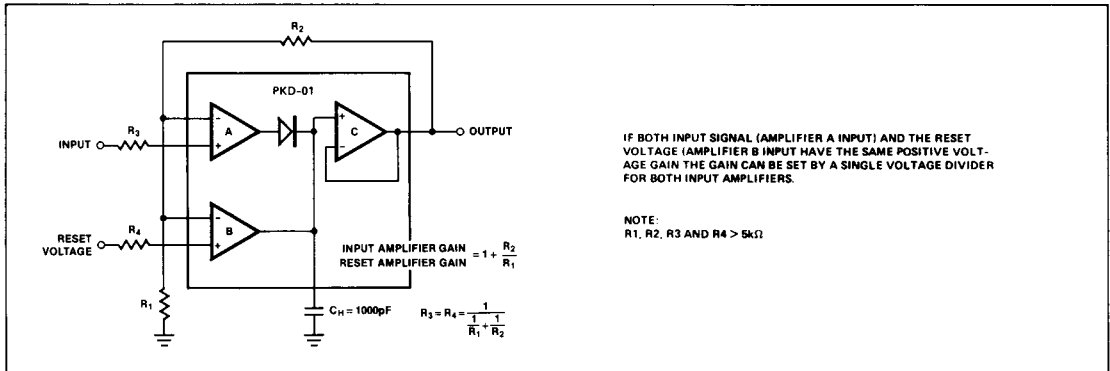 R2
PKD-01
A
C
B
-
+
+
-
-
+
INPUT
R3
OUTPUT
RESET
VOLTAGE
R4
R1
INPUT AMPLIFIER GAIN
RESET AMPLIFIER GAIN
= 1 + R2/R1
CH = 1000pF
R3 = R4 = 1/(1/R1 + 1/R2)
IF BOTH INPUT SIGNAL (AMPLIFIER A INPUT) AND THE RESET
VOLTAGE (AMPLIFIER B INPUT HAVE THE SAME POSITIVE VOLT-
AGE GAIN THE GAIN CAN BE SET BY A SINGLE VOLTAGE DIVIDER
FOR BOTH INPUT AMPLIFIERS.
NOTE:
R1, R2, R3 AND R4 > 5kΩ